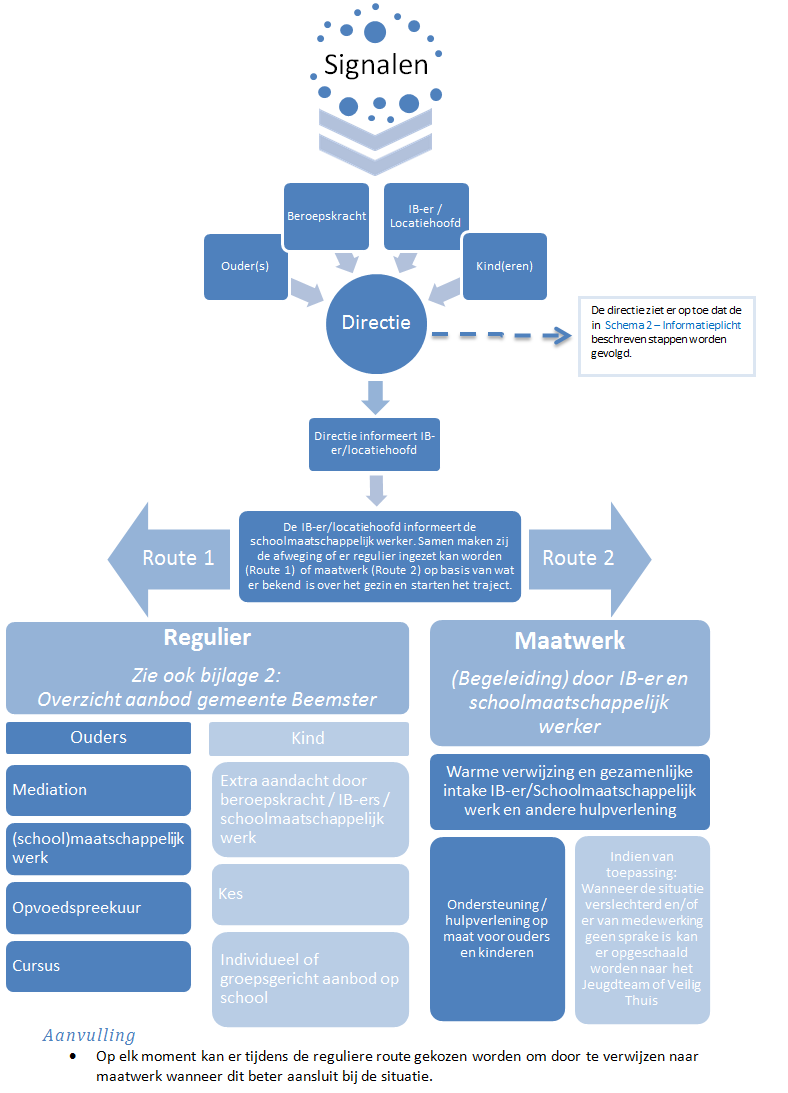 Signalen
Beroepskracht
IB-er /
Locatiehoofd
Ouder(s)
Kind(eren)
Directie
De directie ziet er op toe dat de
in Schema 2 – Informatieplicht
beschreven stappen worden
gevolgd.
Directie informeert IB-
er/locatiehoofd
Route 1
De IB-er/locatiehoofd informeert de
schoolmaatschappelijk werker. Samen maken zij
de afweging of er regulier ingezet kan worden
(Route 1) of maatwerk (Route 2) op basis van wat
er bekend is over het gezin en starten het traject.
Route 2
Regulier
Zie ook bijlage 2:
Overzicht aanbod gemeente Beemster
Ouders
Kind
Mediation
(school)maatschappelijk
werk
Opvoedspreekuur
Cursus
Extra aandacht door
beroepskracht / IB-ers /
schoolmaatschappelijk
werk
Kes
Individueel of
groepsgericht aanbod op
school
Maatwerk
(Begeleiding) door IB-er en
schoolmaatschappelijk
werker
Warme verwijzing en gezamenlijke
intake IB-er/Schoolmaatschappelijk
werk en andere hulpverlening
Ondersteuning /
hulpverlening op
maat voor ouders
en kinderen
Indien van
toepassing:
Wanneer de situatie
verslechterd en/of
er van medewerking
geen sprake is kan
er opgeschaald
worden naar het
Jeugdteam of Veilig
Thuis
Aanvulling
• Op elk moment kan er tijdens de reguliere route gekozen worden om door te verwijzen naar
maatwerk wanneer dit beter aansluit bij de situatie.